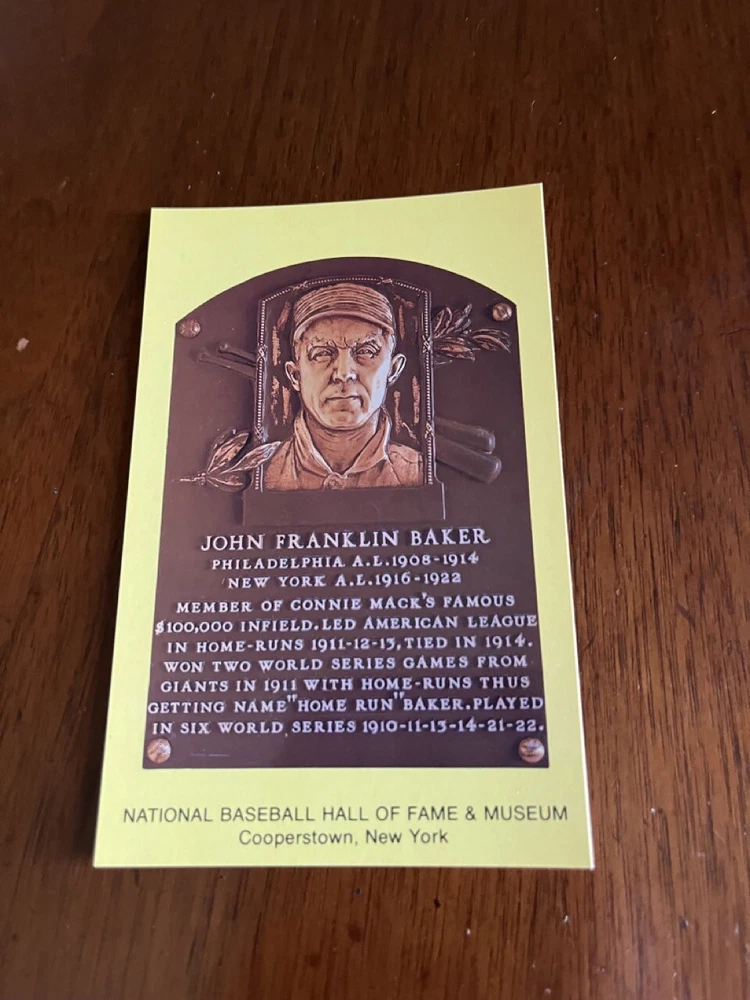 JOHN FRANKLIN BAKER
PHILADELPHIA A.L.1908-1914
NEW YORK A.L.1916-1922
MEMBER OF CONNIE MACK'S FAMOUS
$100,000 INFIELD.LED AMERICAN LEAGUE
IN HOME-RUNS 1911-12-13,TIED IN 1914.
WON TWO WORLD SERIES GAMES FROM
GIANTS IN 1911 WITH HOME-RUNS THUS
GETTING NAME "HOME RUN" BAKER.PLAYED
IN SIX WORLD SERIES 1910-11-13-14-21-22.
NATIONAL BASEBALL HALL OF FAME & MUSEUM
Cooperstown, New York